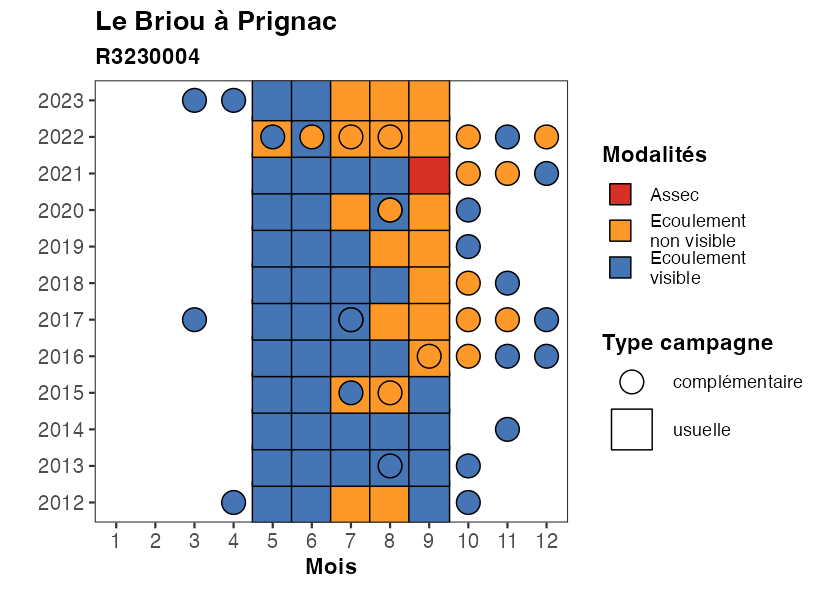 Le Briou à Prignac
R3230004
2023
2022
2021
2020
2019
2018
2017
2016
2015
2014
2013
2012
1 2 3 4 5 6 7 8 9 10 11 12
Mois
Modalités
Assec
Ecoulement
non visible
Ecoulement
visible
Type campagne
complémentaire
usuelle